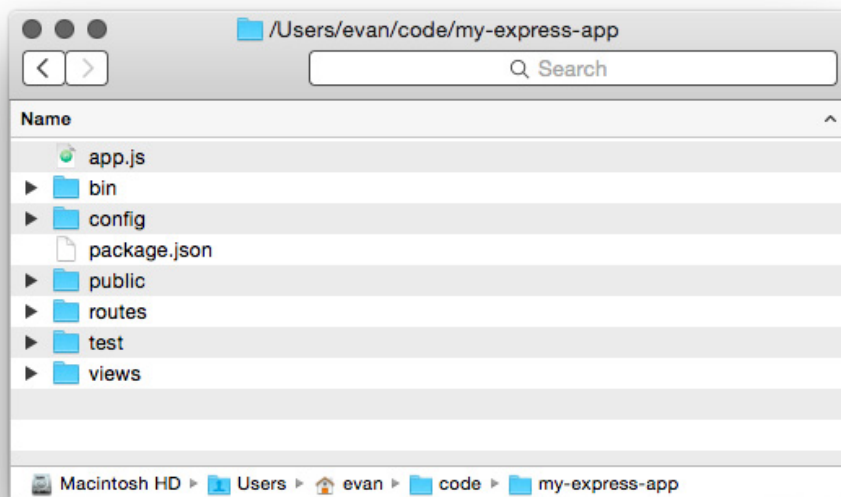 /Users/evan/code/my-express-app
Search
Name
app.js
bin
config
package.json
public
routes
test
views
Macintosh HD Users evan code my-express-app